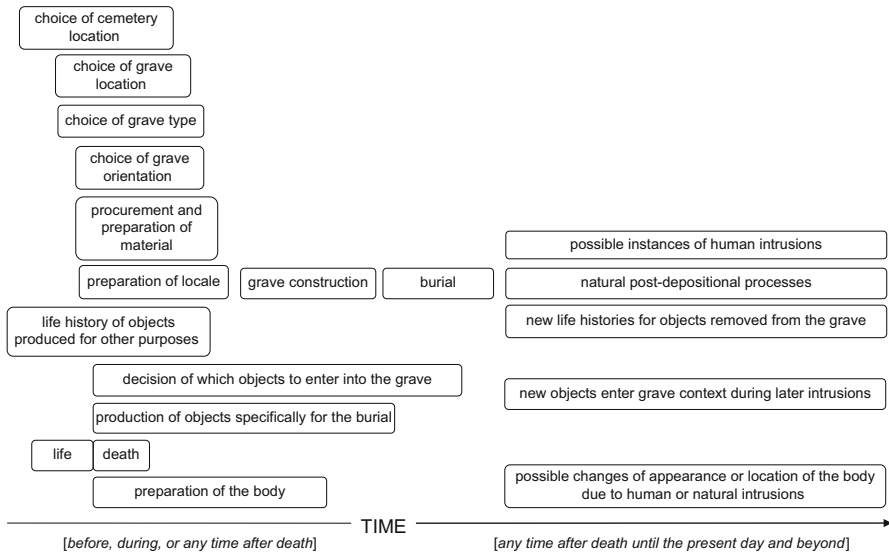 choice of cemetery
location
choice of grave
location
choice of grave type
choice of grave
orientation
procurement and
preparation of
material
possible instances of human intrusions
preparation of locale
grave construction
burial
natural post-depositional processes
life history of objects
produced for other purposes
new life histories for objects removed from the grave
decision of which objects to enter into the grave
new objects enter grave context during later intrusions
production of objects specifically for the burial
life
death
preparation of the body
possible changes of appearance or location of the body
due to human or natural intrusions
TIME
[before, during, or any time after death]
[any time after death until the present day and beyond]